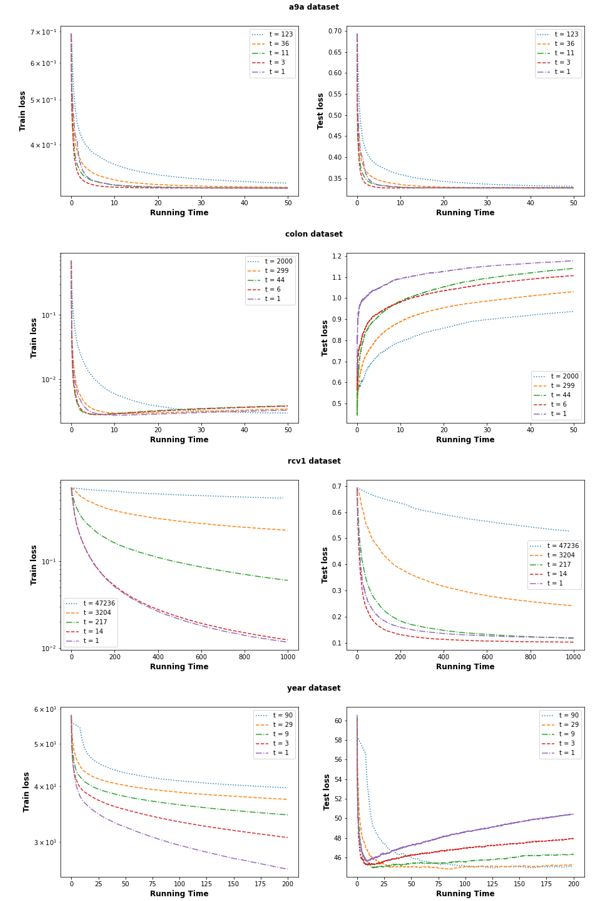 a9a dataset
7 × 10⁻¹
6 × 10⁻¹
5 × 10⁻¹
4 × 10⁻¹
Train loss
t = 123
t = 36
t = 11
t = 3
t = 1
0 10 20 30 40 50
Running Time
0.70
0.65
0.60
0.55
0.50
0.45
0.40
0.35
Test loss
t = 123
t = 36
t = 11
t = 3
t = 1
0 10 20 30 40 50
Running Time
colon dataset
10⁻¹
10⁻²
Train loss
t = 2000
t = 299
t = 44
t = 6
t = 1
0 10 20 30 40 50
Running Time
1.2
1.1
1.0
0.9
0.8
0.7
0.6
0.5
Test loss
t = 2000
t = 299
t = 44
t = 6
t = 1
0 10 20 30 40 50
Running Time
rcv1 dataset
10⁻¹
10⁻²
Train loss
t = 47236
t = 3204
t = 217
t = 14
t = 1
0 200 400 600 800 1000
Running Time
0.7
0.6
0.5
0.4
0.3
0.2
0.1
Test loss
t = 47236
t = 3204
t = 217
t = 14
t = 1
0 200 400 600 800 1000
Running Time
year dataset
6 × 10¹
5 × 10¹
4 × 10¹
3 × 10¹
Train loss
t = 90
t = 29
t = 9
t = 3
t = 1
0 25 50 75 100 125 150 175 200
Running Time
60
58
56
54
52
50
48
46
Test loss
t = 90
t = 29
t = 9
t = 3
t = 1
0 25 50 75 100 125 150 175 200
Running Time